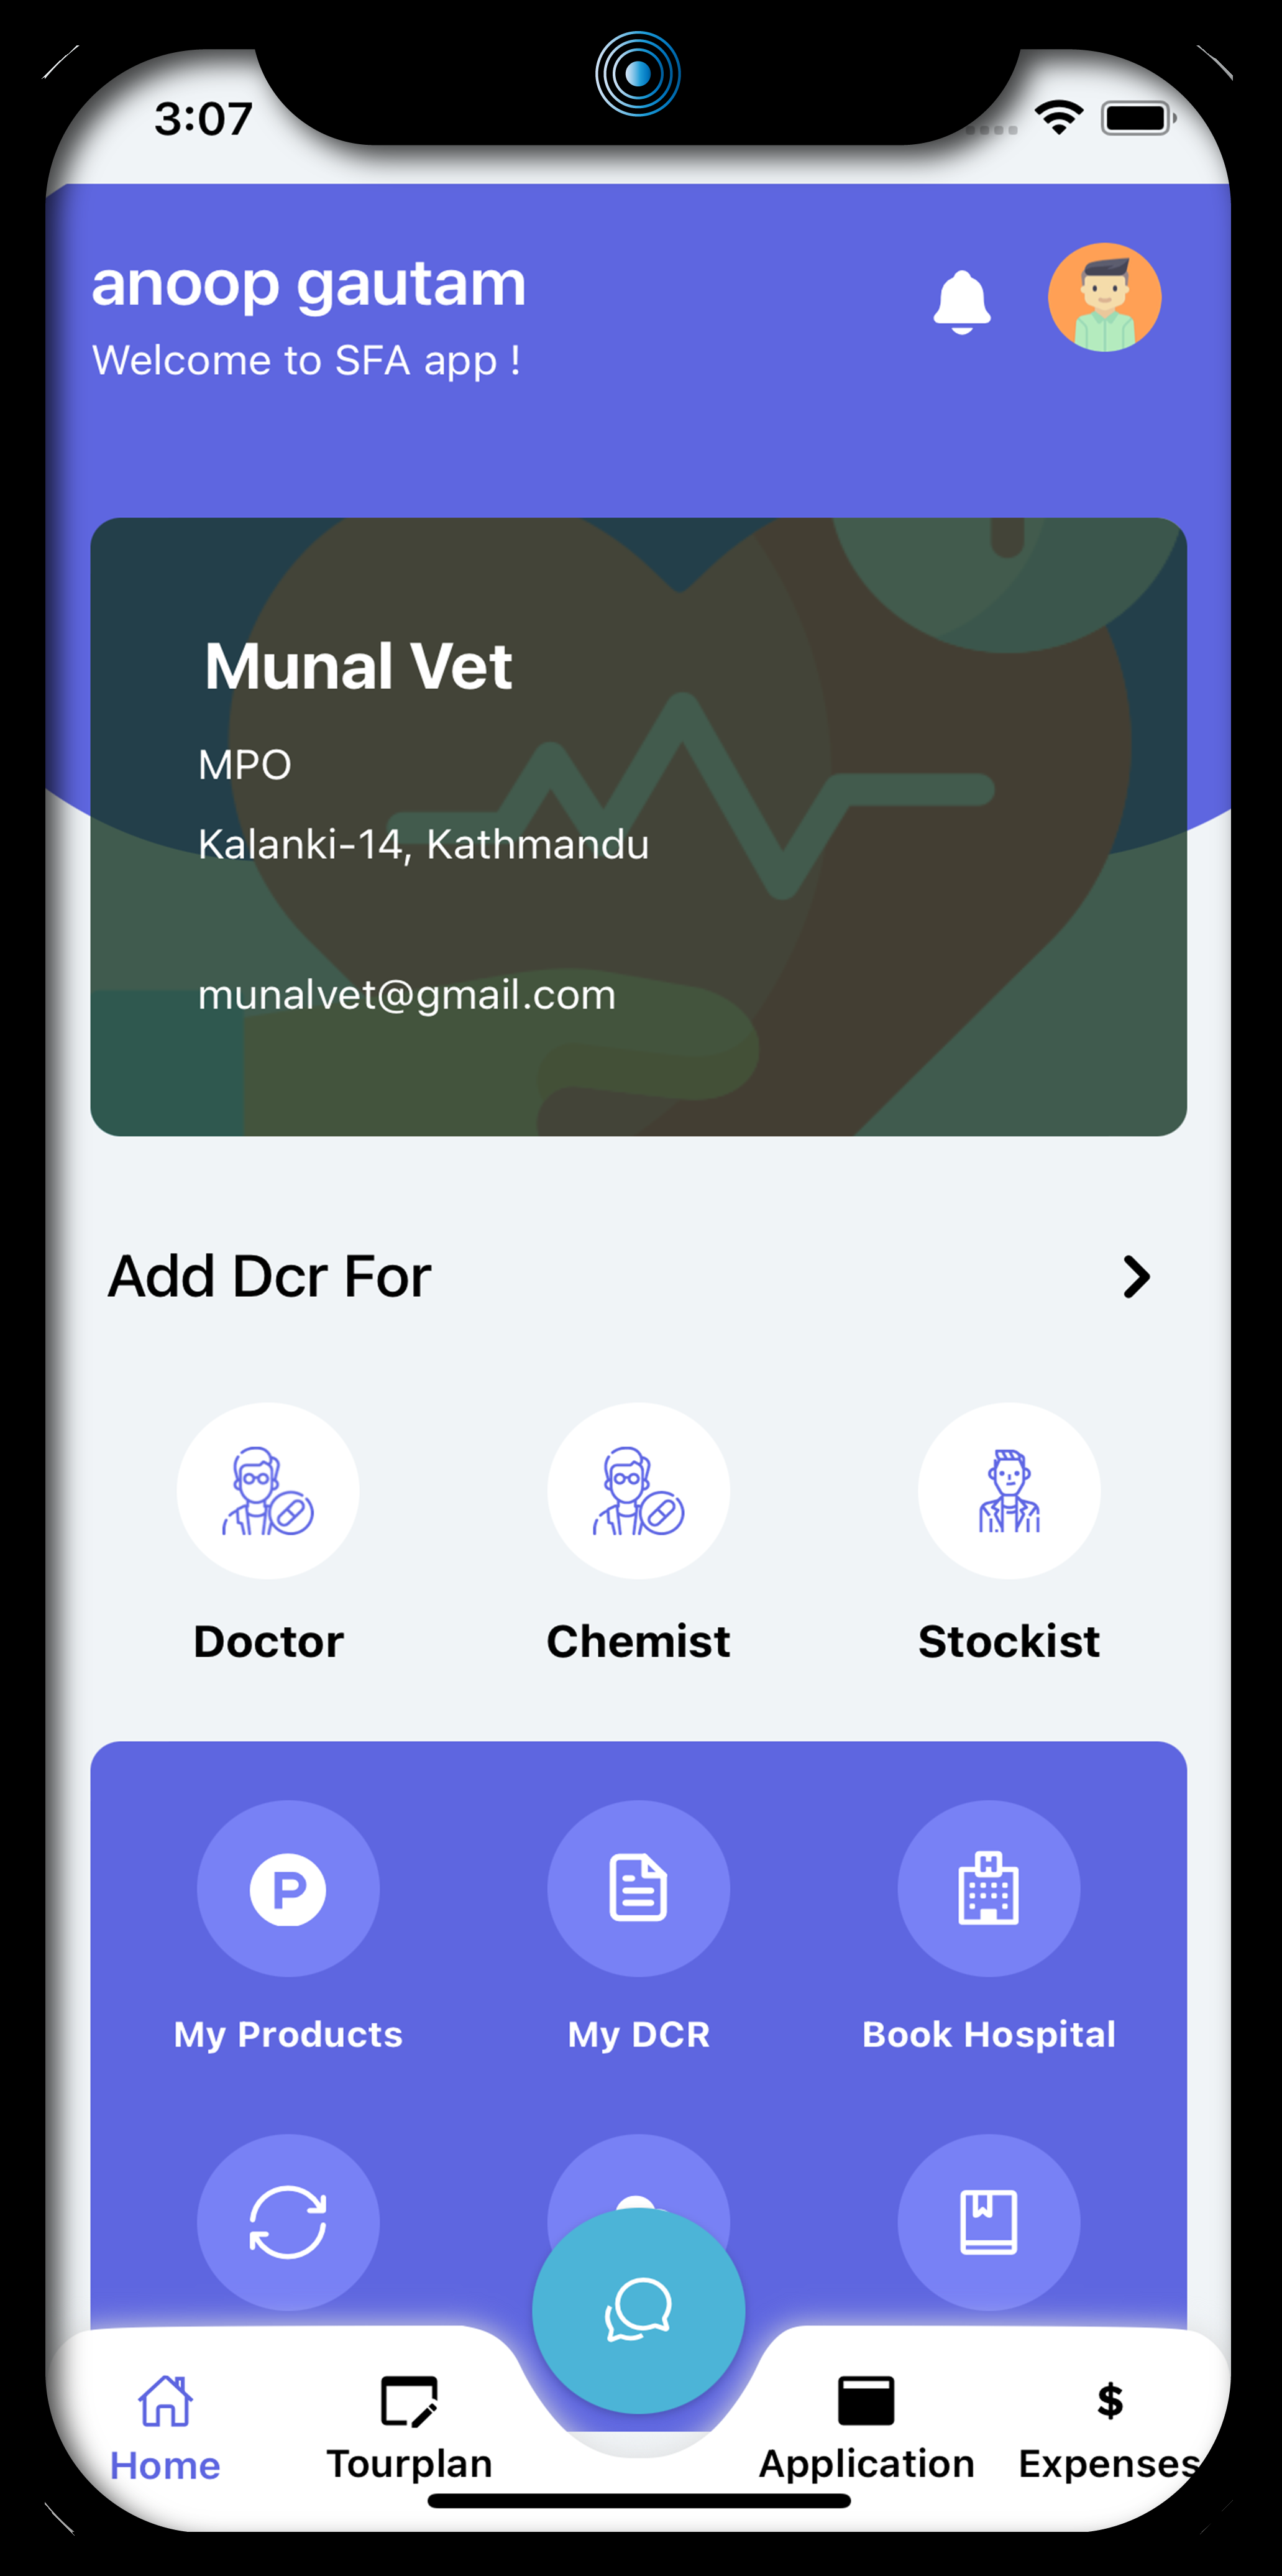 3:07
anoop gautam
Welcome to SFA app !
Munal Vet
MPO
Kalanki-14, Kathmandu
munalvet@gmail.com
Add Dcr For
Doctor Chemist Stockist
P
H
My Products My DCR Book Hospital
$
Home Tourplan Application Expenses